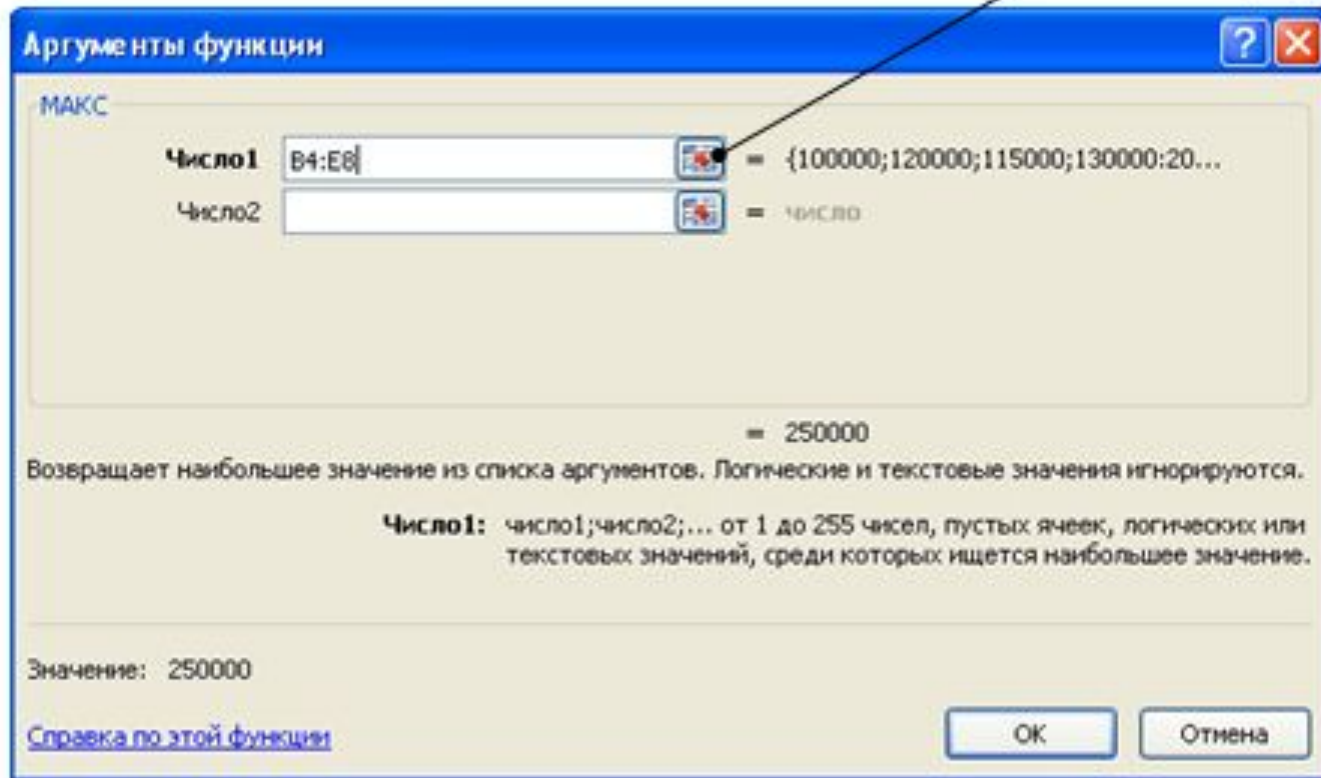 Аргументы функции
МАКС
Число1 B4:E8 = {100000;120000;115000;130000:20...
Число2 = число
= 250000
Возвращает наибольшее значение из списка аргументов. Логические и текстовые значения игнорируются.
Число1: число1;число2;... от 1 до 255 чисел, пустых ячеек, логических или
текстовых значений, среди которых ищется наибольшее значение.
Значение: 250000
Справка по этой функции
ОК
Отмена